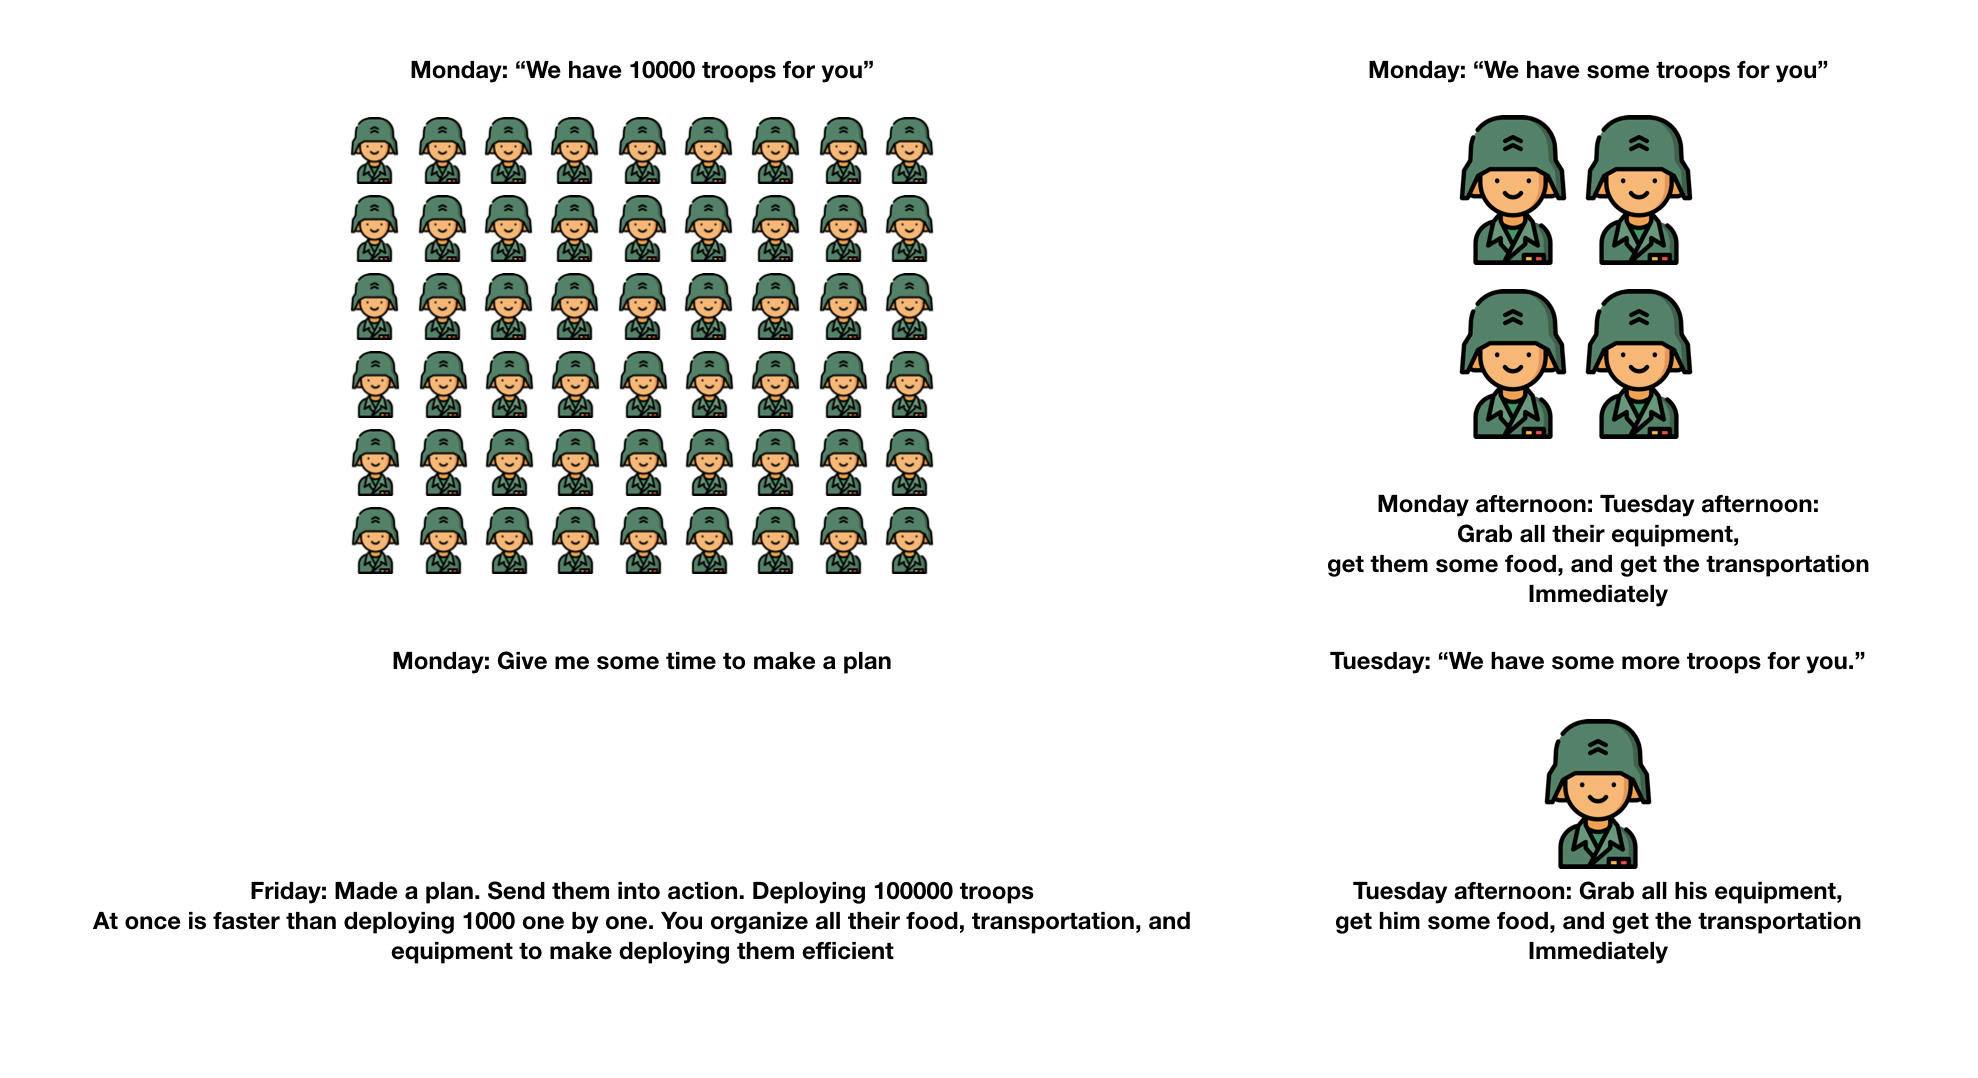 Monday: “We have 10000 troops for you”
Monday: Give me some time to make a plan
Friday: Made a plan. Send them into action. Deploying 100000 troops
At once is faster than deploying 1000 one by one. You organize all their food, transportation, and
equipment to make deploying them efficient
Monday: “We have some troops for you”
Monday afternoon: Tuesday afternoon:
Grab all their equipment,
get them some food, and get the transportation
Immediately
Tuesday: “We have some more troops for you.”
Tuesday afternoon: Grab all his equipment,
get him some food, and get the transportation
Immediately